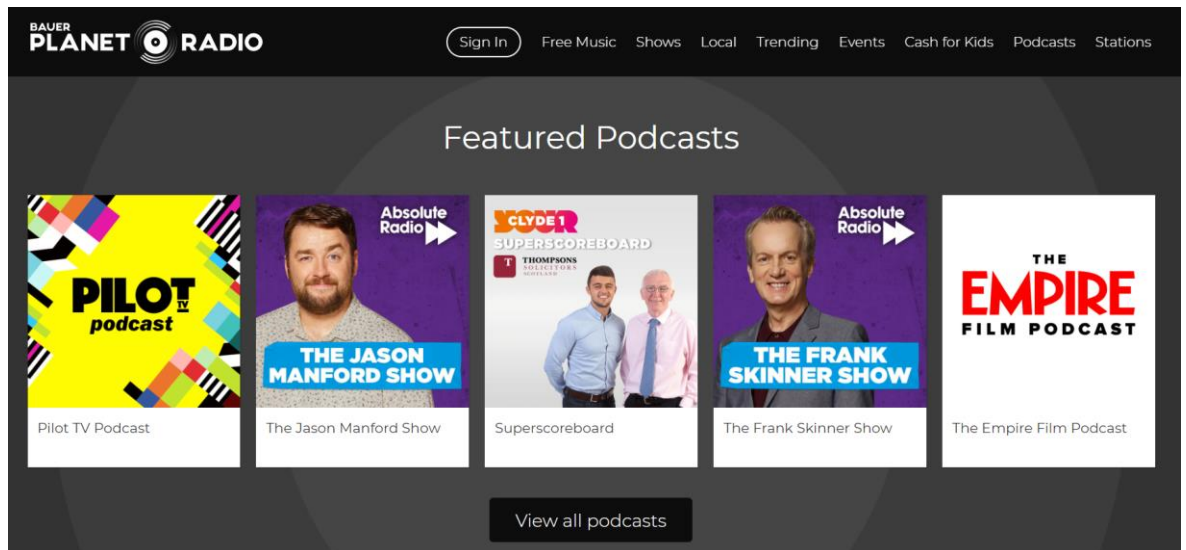 BAUER
PLANET RADIO
Sign In Free Music Shows Local Trending Events Cash for Kids Podcasts Stations
Featured Podcasts
PILOT TV
podcast
Absolute
Radio
THE JASON
MANFORD SHOW
YOUR
CLYDE 1
SUPERSCOREBOARD
T THOMPSONS
SOLICITORS
SCOTLAND
Absolute
Radio
THE FRANK
SKINNER SHOW
THE
EMPIRE
FILM PODCAST
Pilot TV Podcast
The Jason Manford Show
Superscoreboard
The Frank Skinner Show
The Empire Film Podcast
View all podcasts